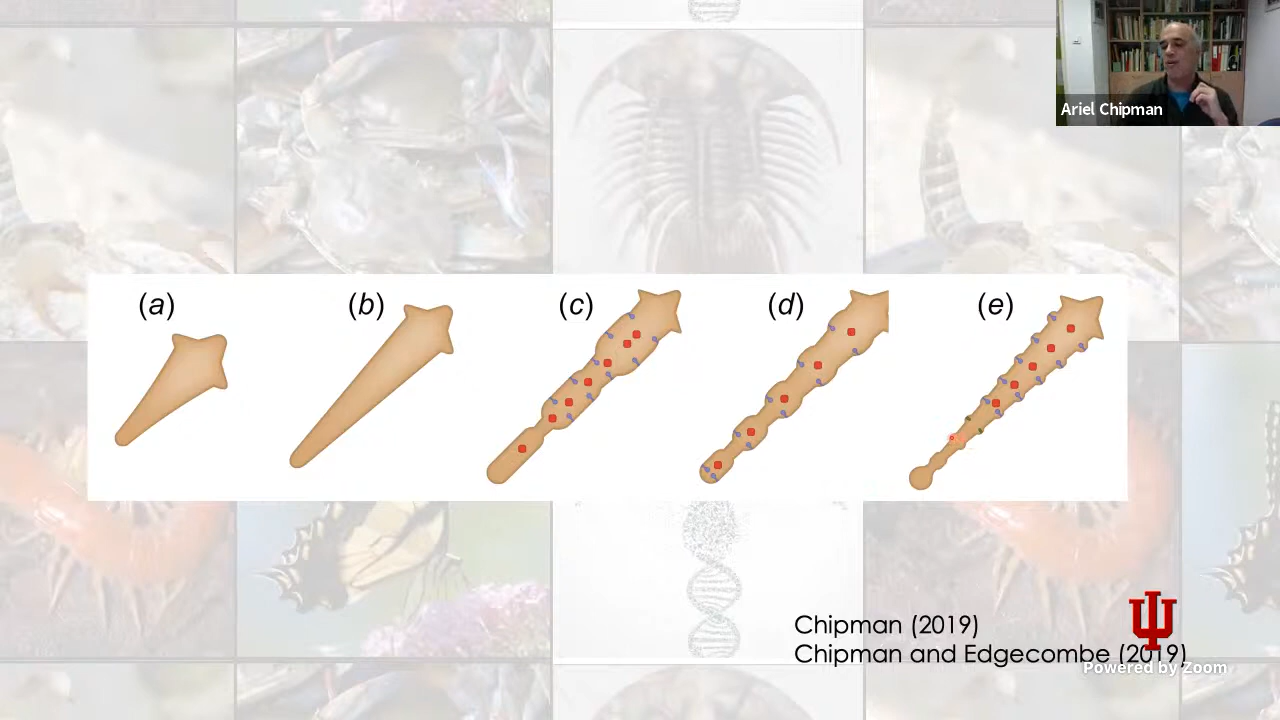 Ariel Chipman
(a) (b) (c) (d) (e)
Chipman (2019)
Chipman and Edgecombe (2019)
Powered by Zoom